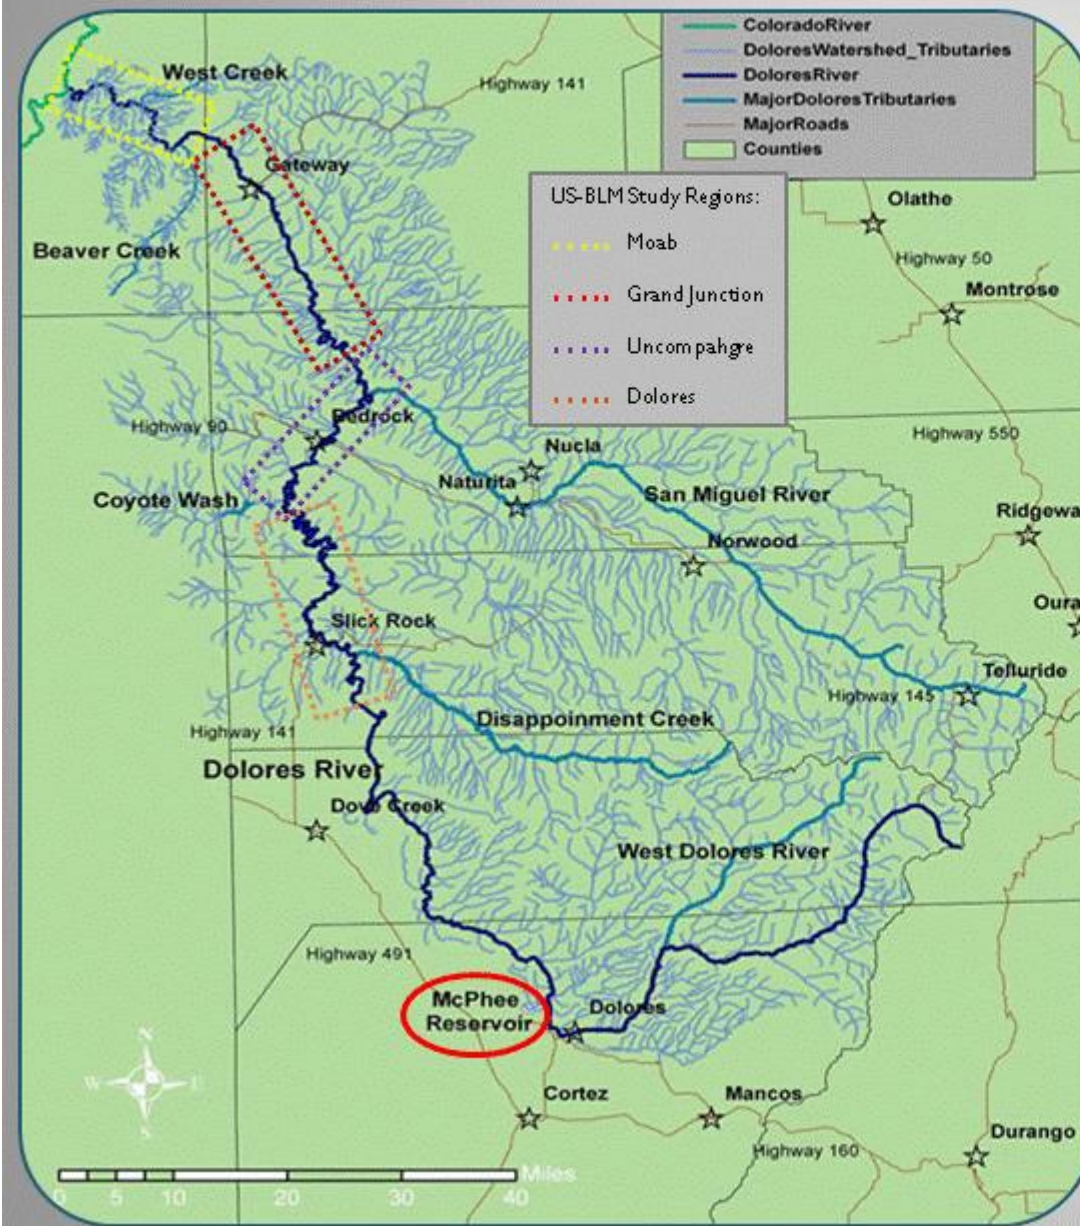 ColoradoRiver
DoloresWatershed_Tributaries
DoloresRiver
MajorDoloresTributaries
MajorRoads
Counties
West Creek
Highway 141
Gateway
US-BLM Study Regions:
Moab
Grand Junction
Uncompahgre
Dolores
Olathe
Highway 50
Montrose
Beaver Creek
Highway 90
Bedrock
Highway 550
Nucla
Naturita
Coyote Wash
San Miguel River
Ridgewa
Norwood
Oura
Slick Rock
Telluride
Highway 145
Disappoinment Creek
Highway 141
Dolores River
Dove Creek
West Dolores River
Highway 491
McPhee
Reservoir
Dolores
N
W E
S
Cortez
Mancos
Durango
Highway 160
Miles
0 5 10 20 30 40